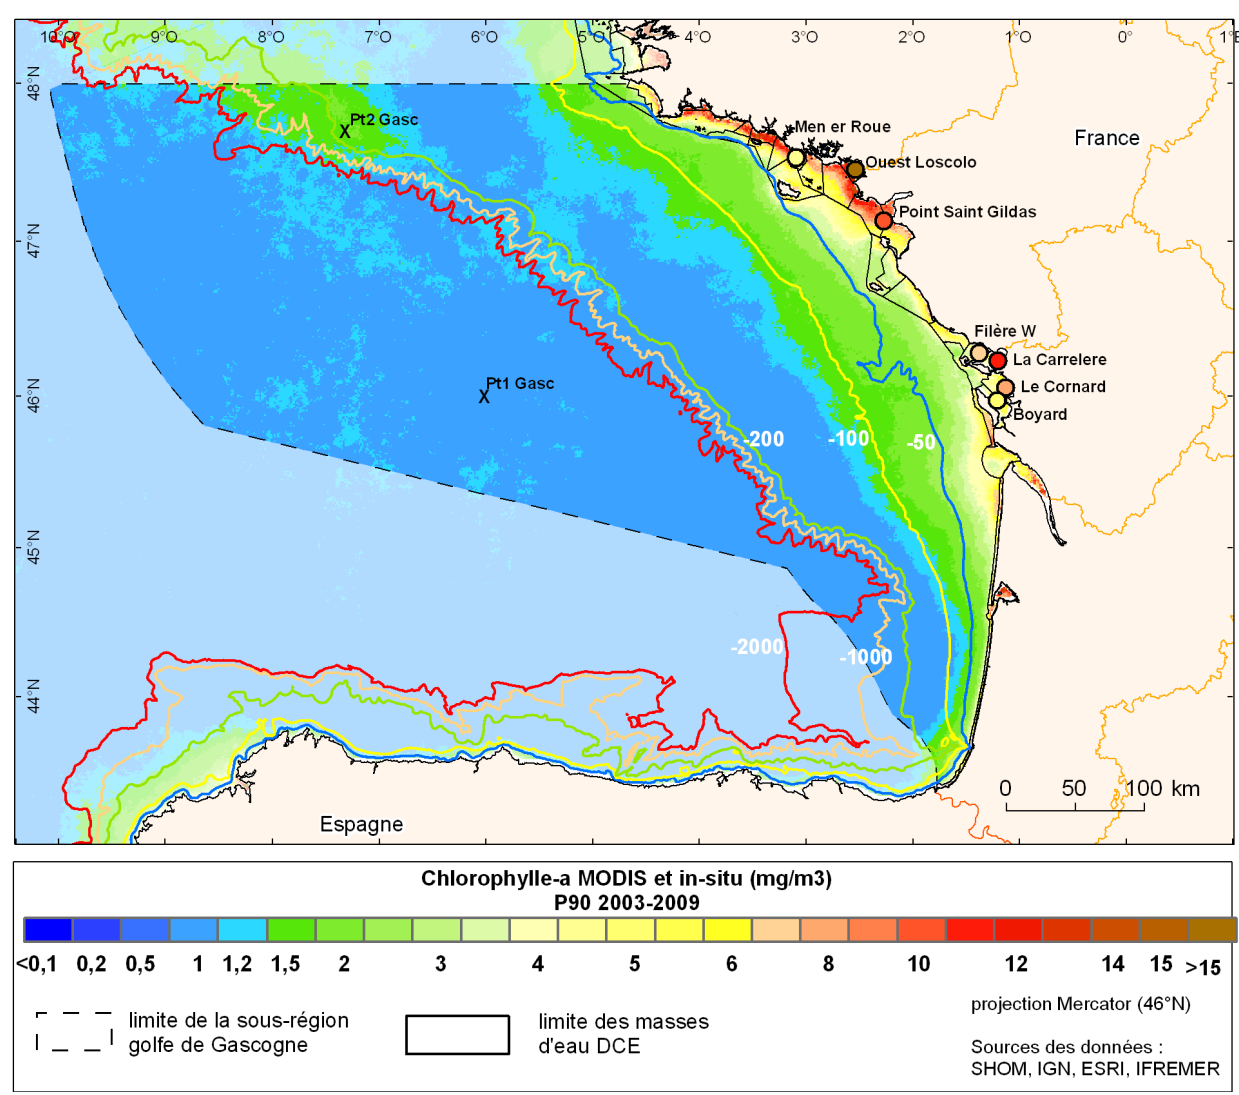 10°O 9°O 8°O 7°O 6°O 5°O 4°O 3°O 2°O 1°O 0° 1°E
48°N
47°N
46°N
45°N
44°N
Pt2 Gasc
Men er Roue
France
Ouest Loscolo
Point Saint Gildas
Filère W
La Carrelere
Pt1 Gasc
Le Cornard
Boyard
-200 -100 -50
-2000 -1000
0 50 100 km
Espagne
Chlorophylle-a MODIS et in-situ (mg/m3)
P90 2003-2009
<0,1 0,2 0,5 1 1,2 1,5 2 3 4 5 6 8 10 12 14 15 >15
limite de la sous-région
golfe de Gascogne
limite des masses
d'eau DCE
projection Mercator (46°N)
Sources des données :
SHOM, IGN, ESRI, IFREMER